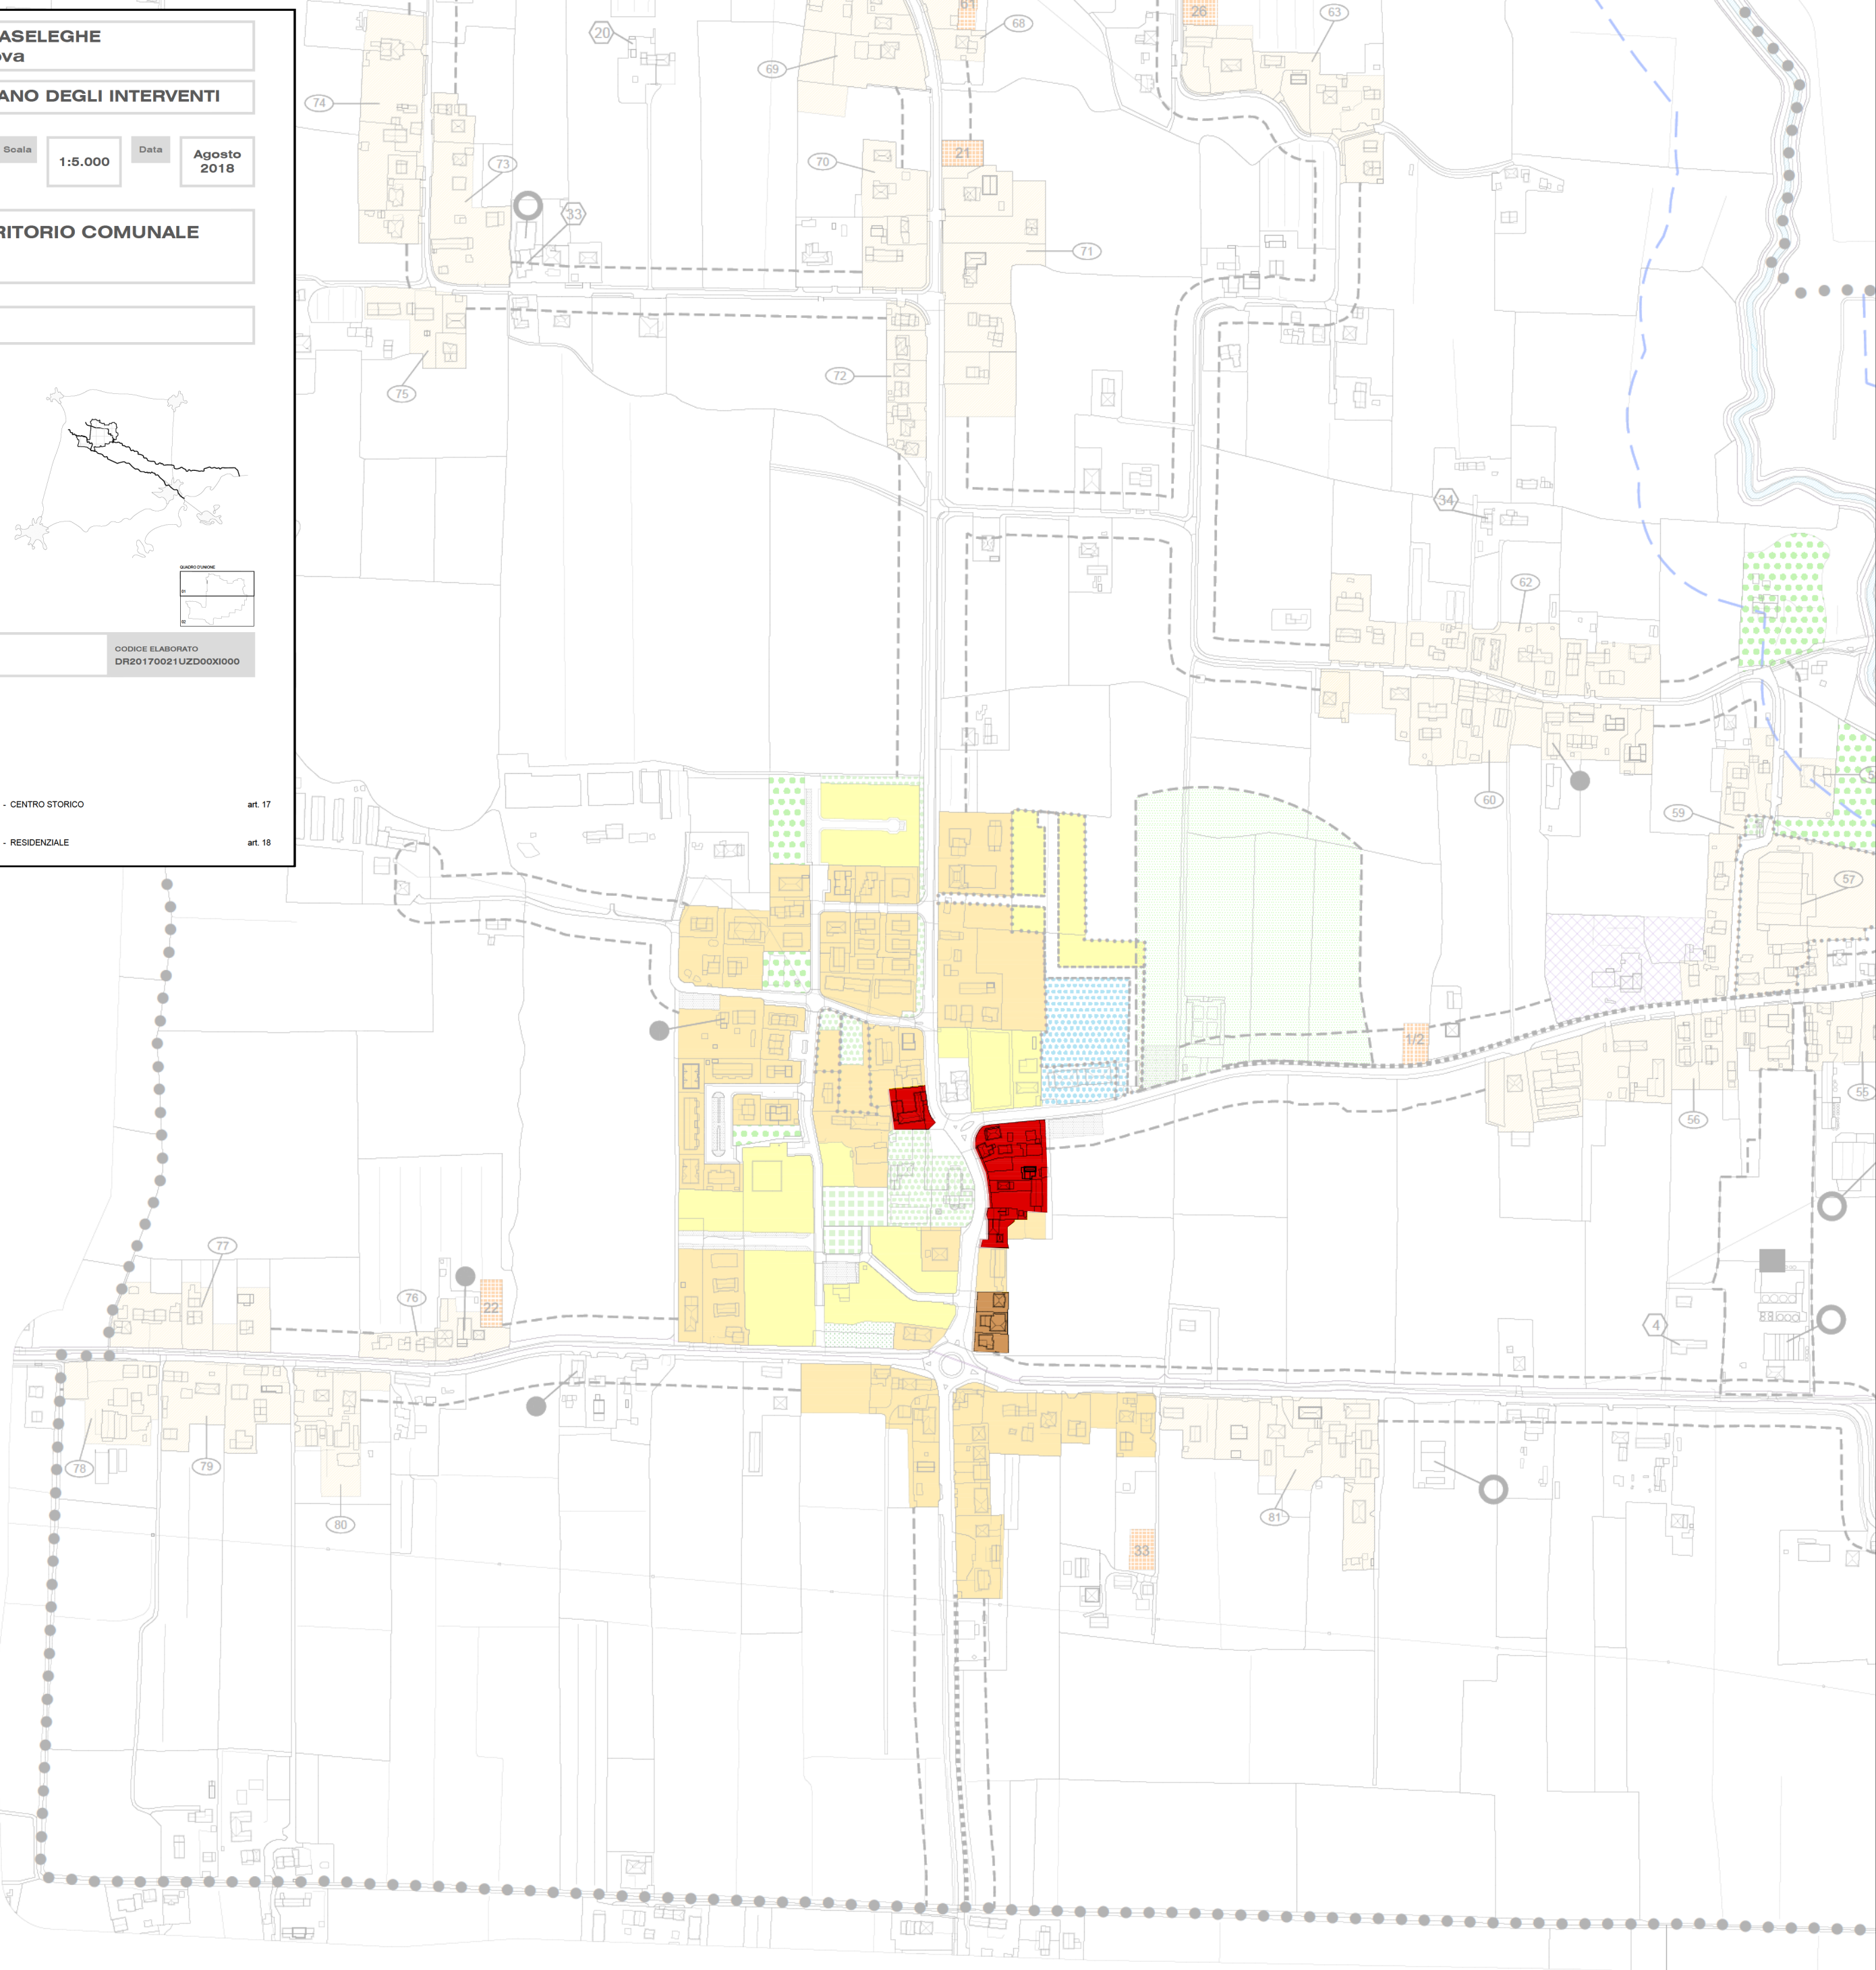 ASELEGHE
ova
ANO DEGLI INTERVENTI
Scala
1:5.000
Data
Agosto
2018
RITORIO COMUNALE
QUADRO D'UNIONE
CODICE ELABORATO
DR20170021UZD00XI000
- CENTRO STORICO art. 17
- RESIDENZIALE art. 18
61
26
63
20
68
69
74
21
73
70
33
71
72
75
34
62
60
59
57
1/2
56
55
77
76
22
4
78
79
80
81
33